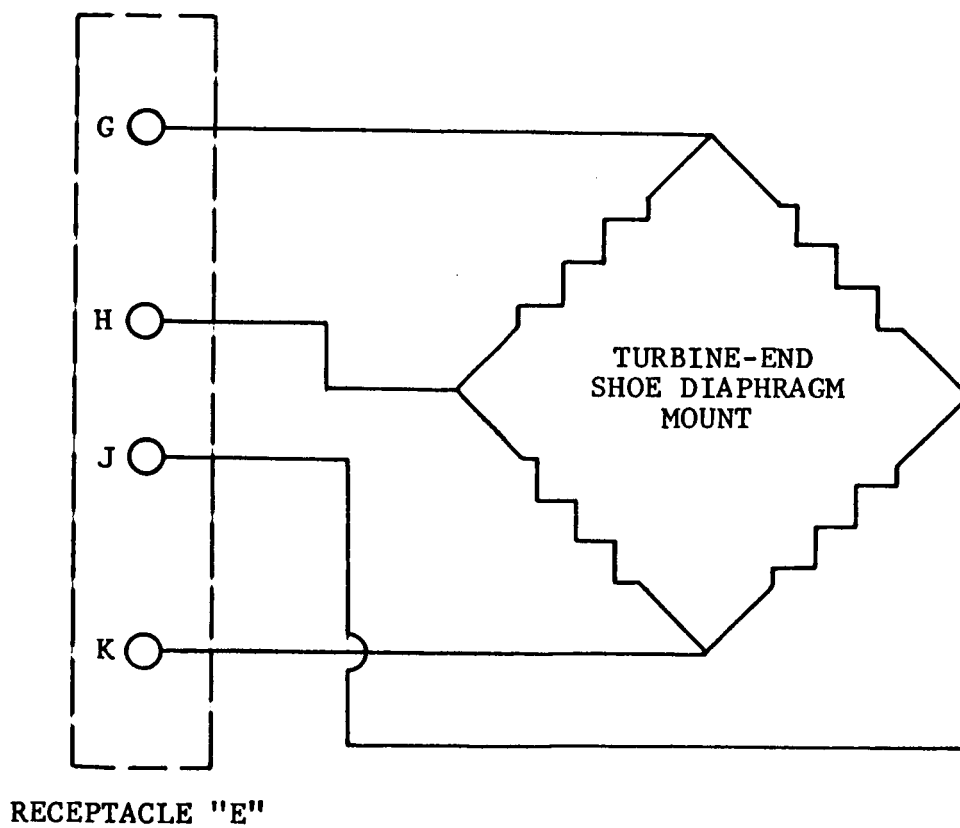 G
H
J
K
TURBINE-END
SHOE DIAPHRAGM
MOUNT
RECEPTACLE "E"